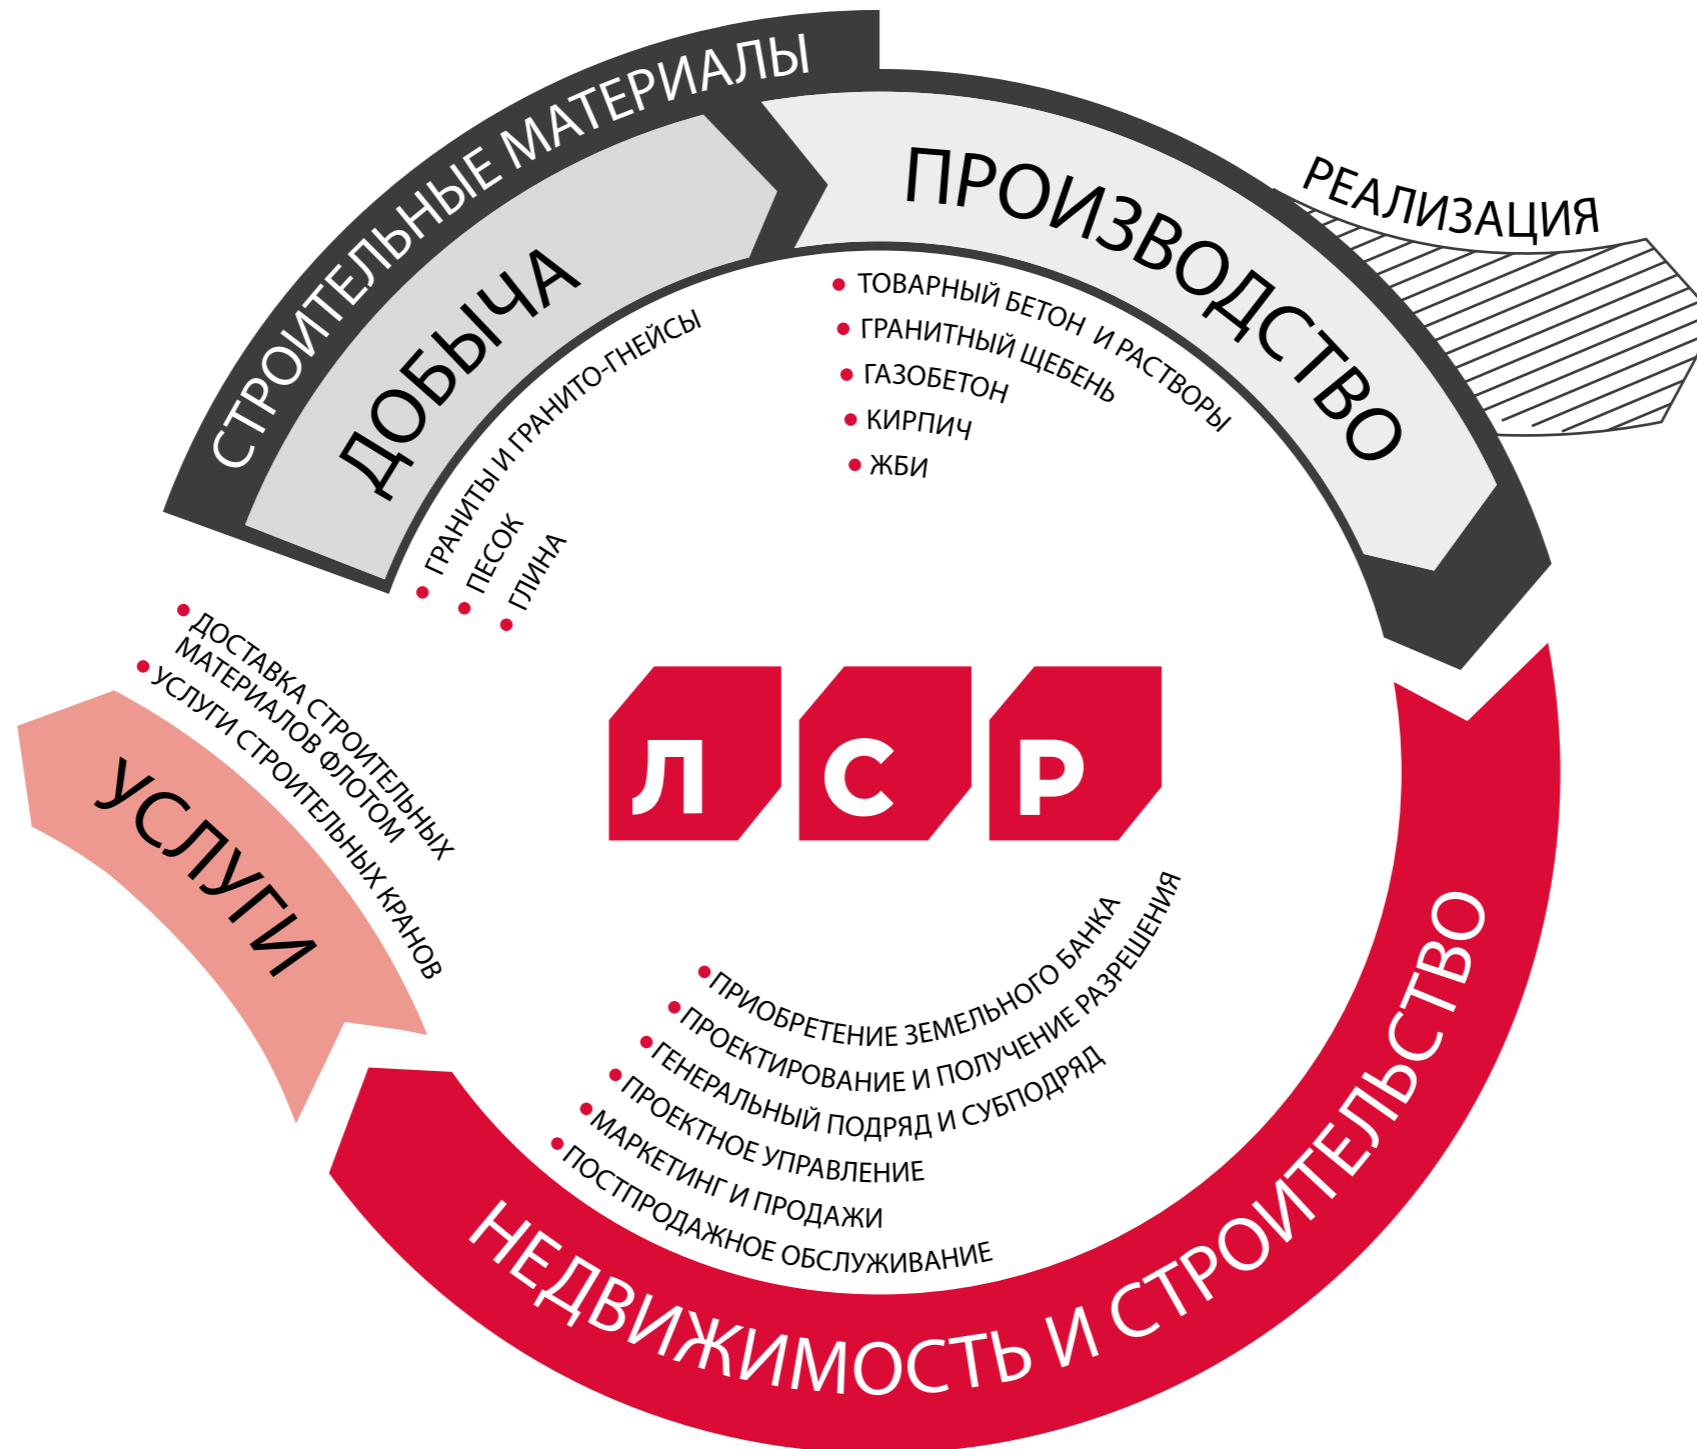 СТРОИТЕЛЬНЫЕ МАТЕРИАЛЫ
ДОБЫЧА
ГРАНИТЫ И ГРАНИТО-ГНЕЙСЫ
ПЕСОК
ГЛИНА
ПРОИЗВОДСТВО
ТОВАРНЫЙ БЕТОН И РАСТВОРЫ
ГРАНИТНЫЙ ЩЕБЕНЬ
ГАЗОБЕТОН
КИРПИЧ
ЖБИ
РЕАЛИЗАЦИЯ
ЛСР
ДОСТАВКА СТРОИТЕЛЬНЫХ
МАТЕРИАЛОВ ФЛОТОМ
УСЛУГИ СТРОИТЕЛЬНЫХ КРАНОВ
УСЛУГИ
ПРИОБРЕТЕНИЕ ЗЕМЕЛЬНОГО БАНКА
ПРОЕКТИРОВАНИЕ И ПОЛУЧЕНИЕ РАЗРЕШЕНИЯ
ГЕНЕРАЛЬНЫЙ ПОДРЯД И СУБПОДРЯД
ПРОЕКТНОЕ УПРАВЛЕНИЕ
МАРКЕТИНГ И ПРОДАЖИ
ПОСТПРОДАЖНОЕ ОБСЛУЖИВАНИЕ
НЕДВИЖИМОСТЬ И СТРОИТЕЛЬСТВО